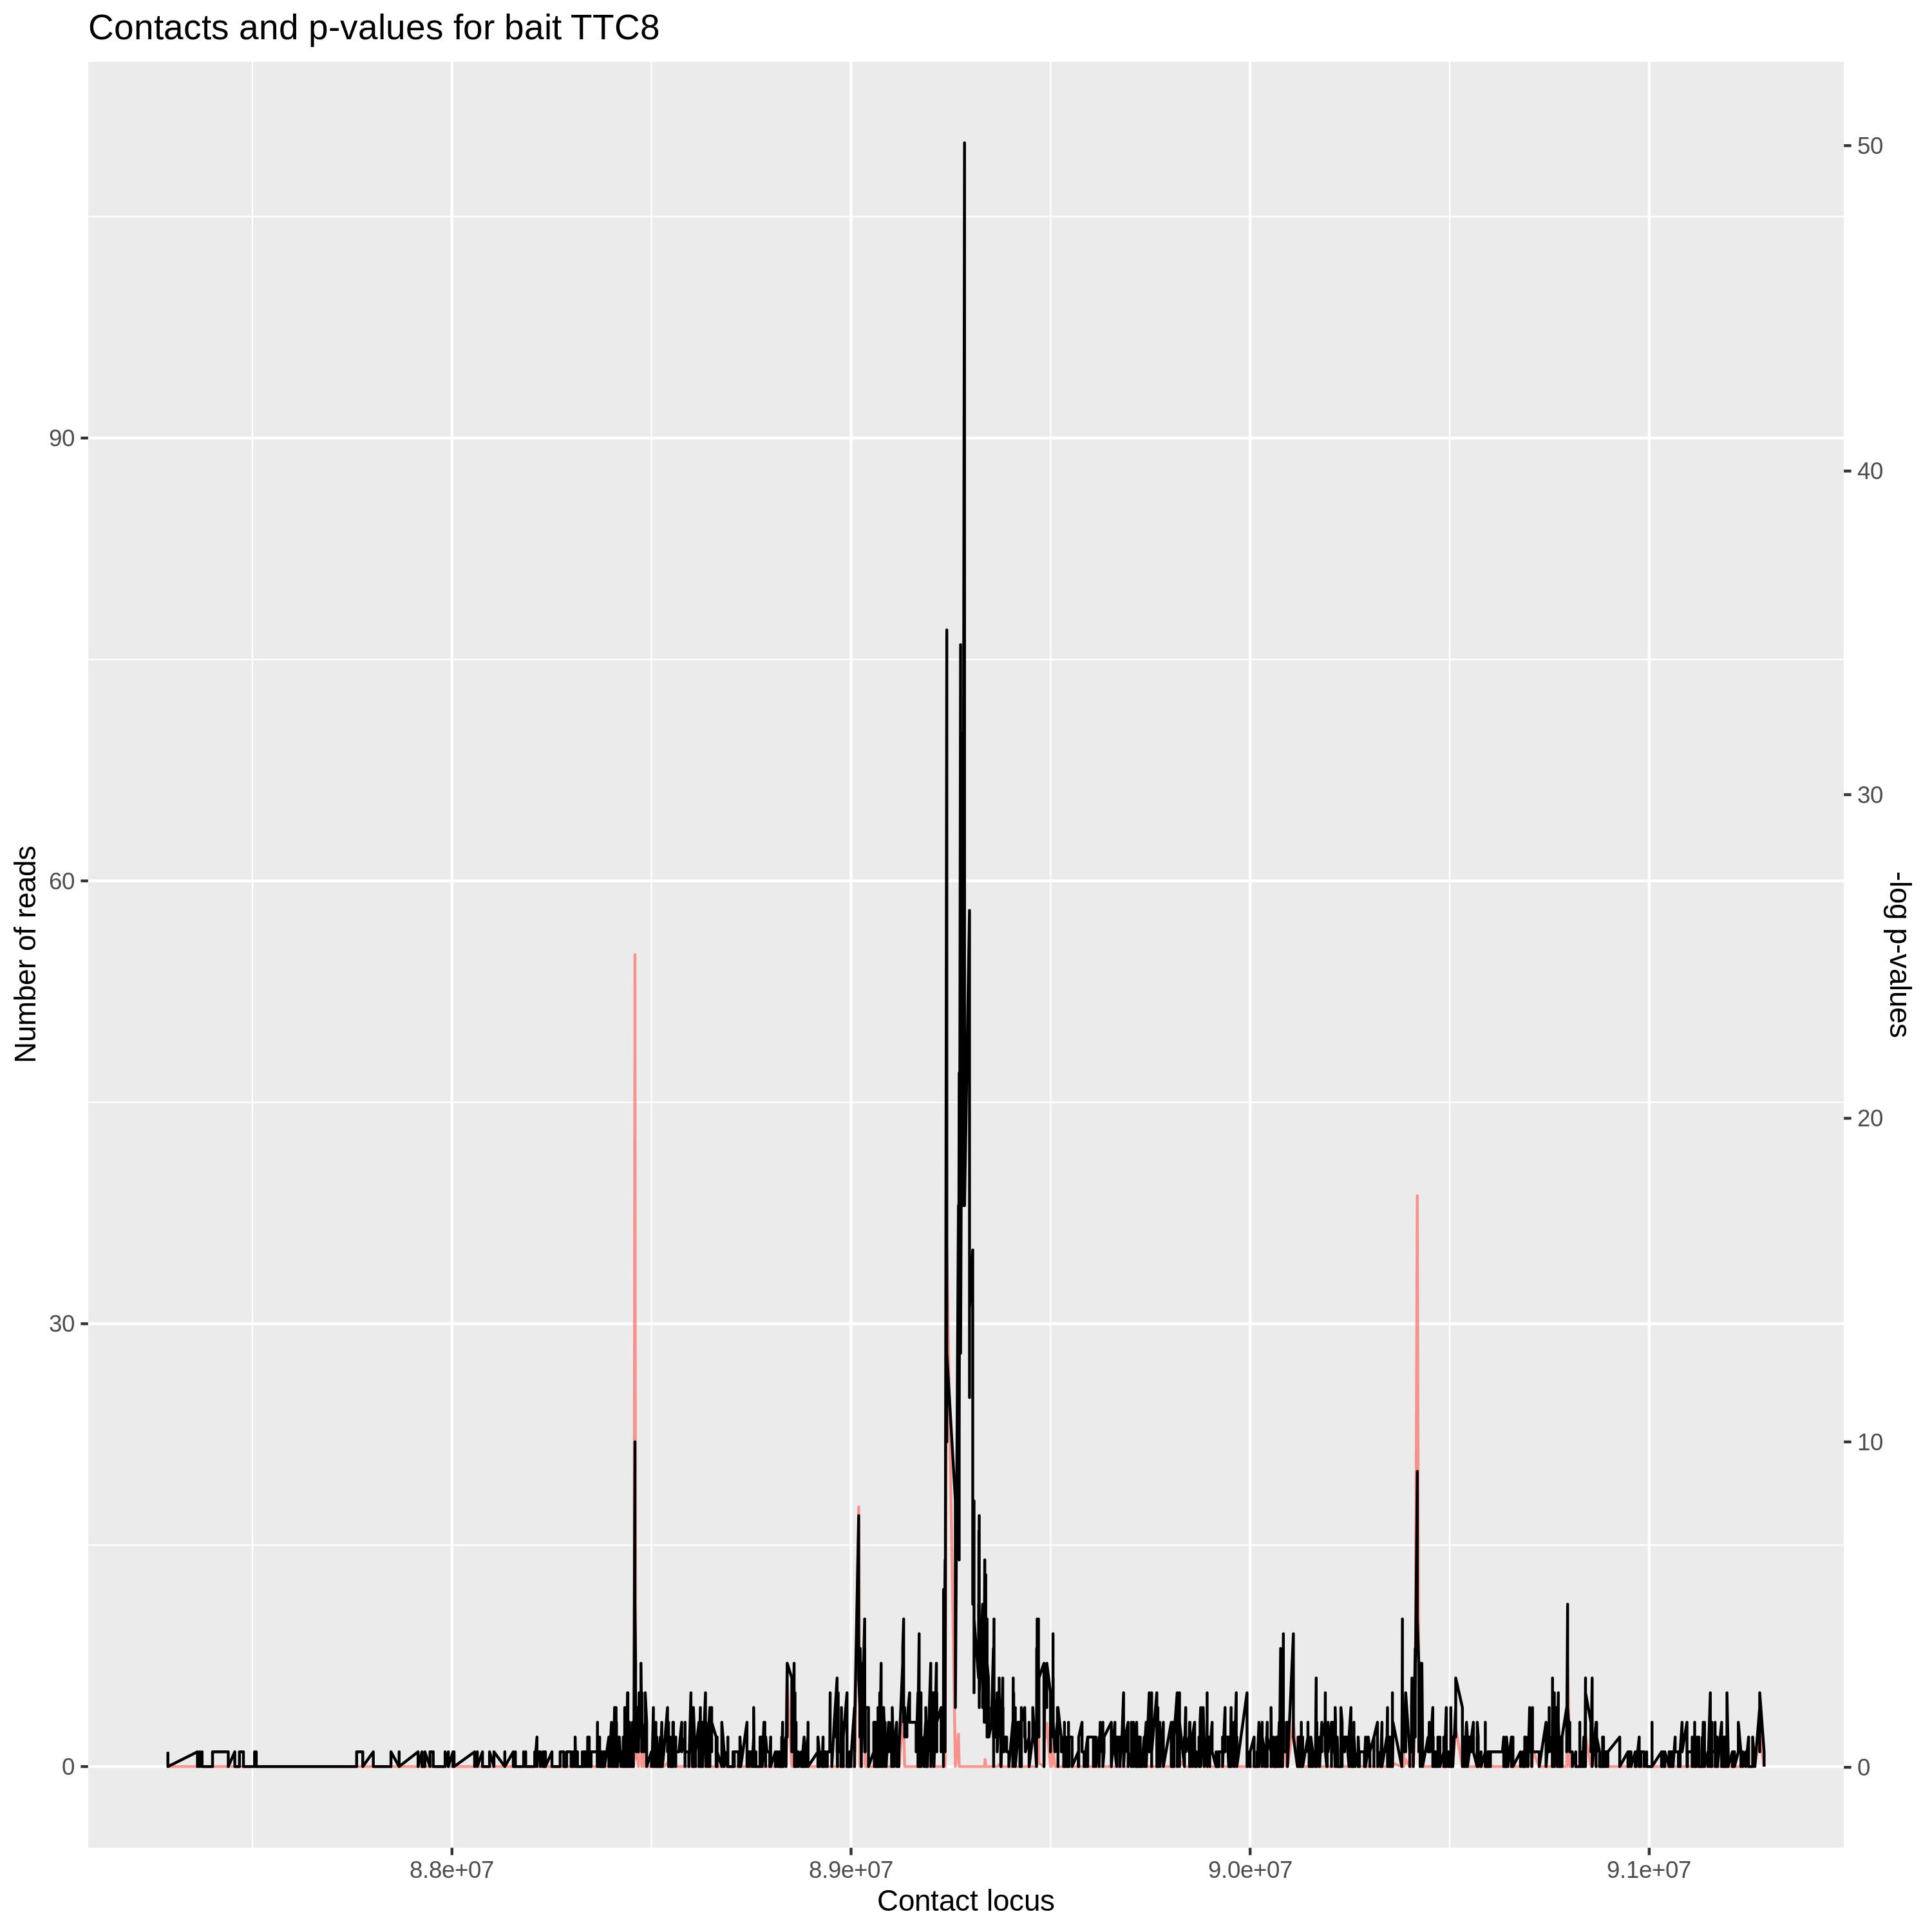 Contacts and p-values for bait TTC8
50
90
40
30
60
20
30
10
0
0
Number of reads
-log p-values
8.8e+07
8.9e+07
9.0e+07
9.1e+07
Contact locus